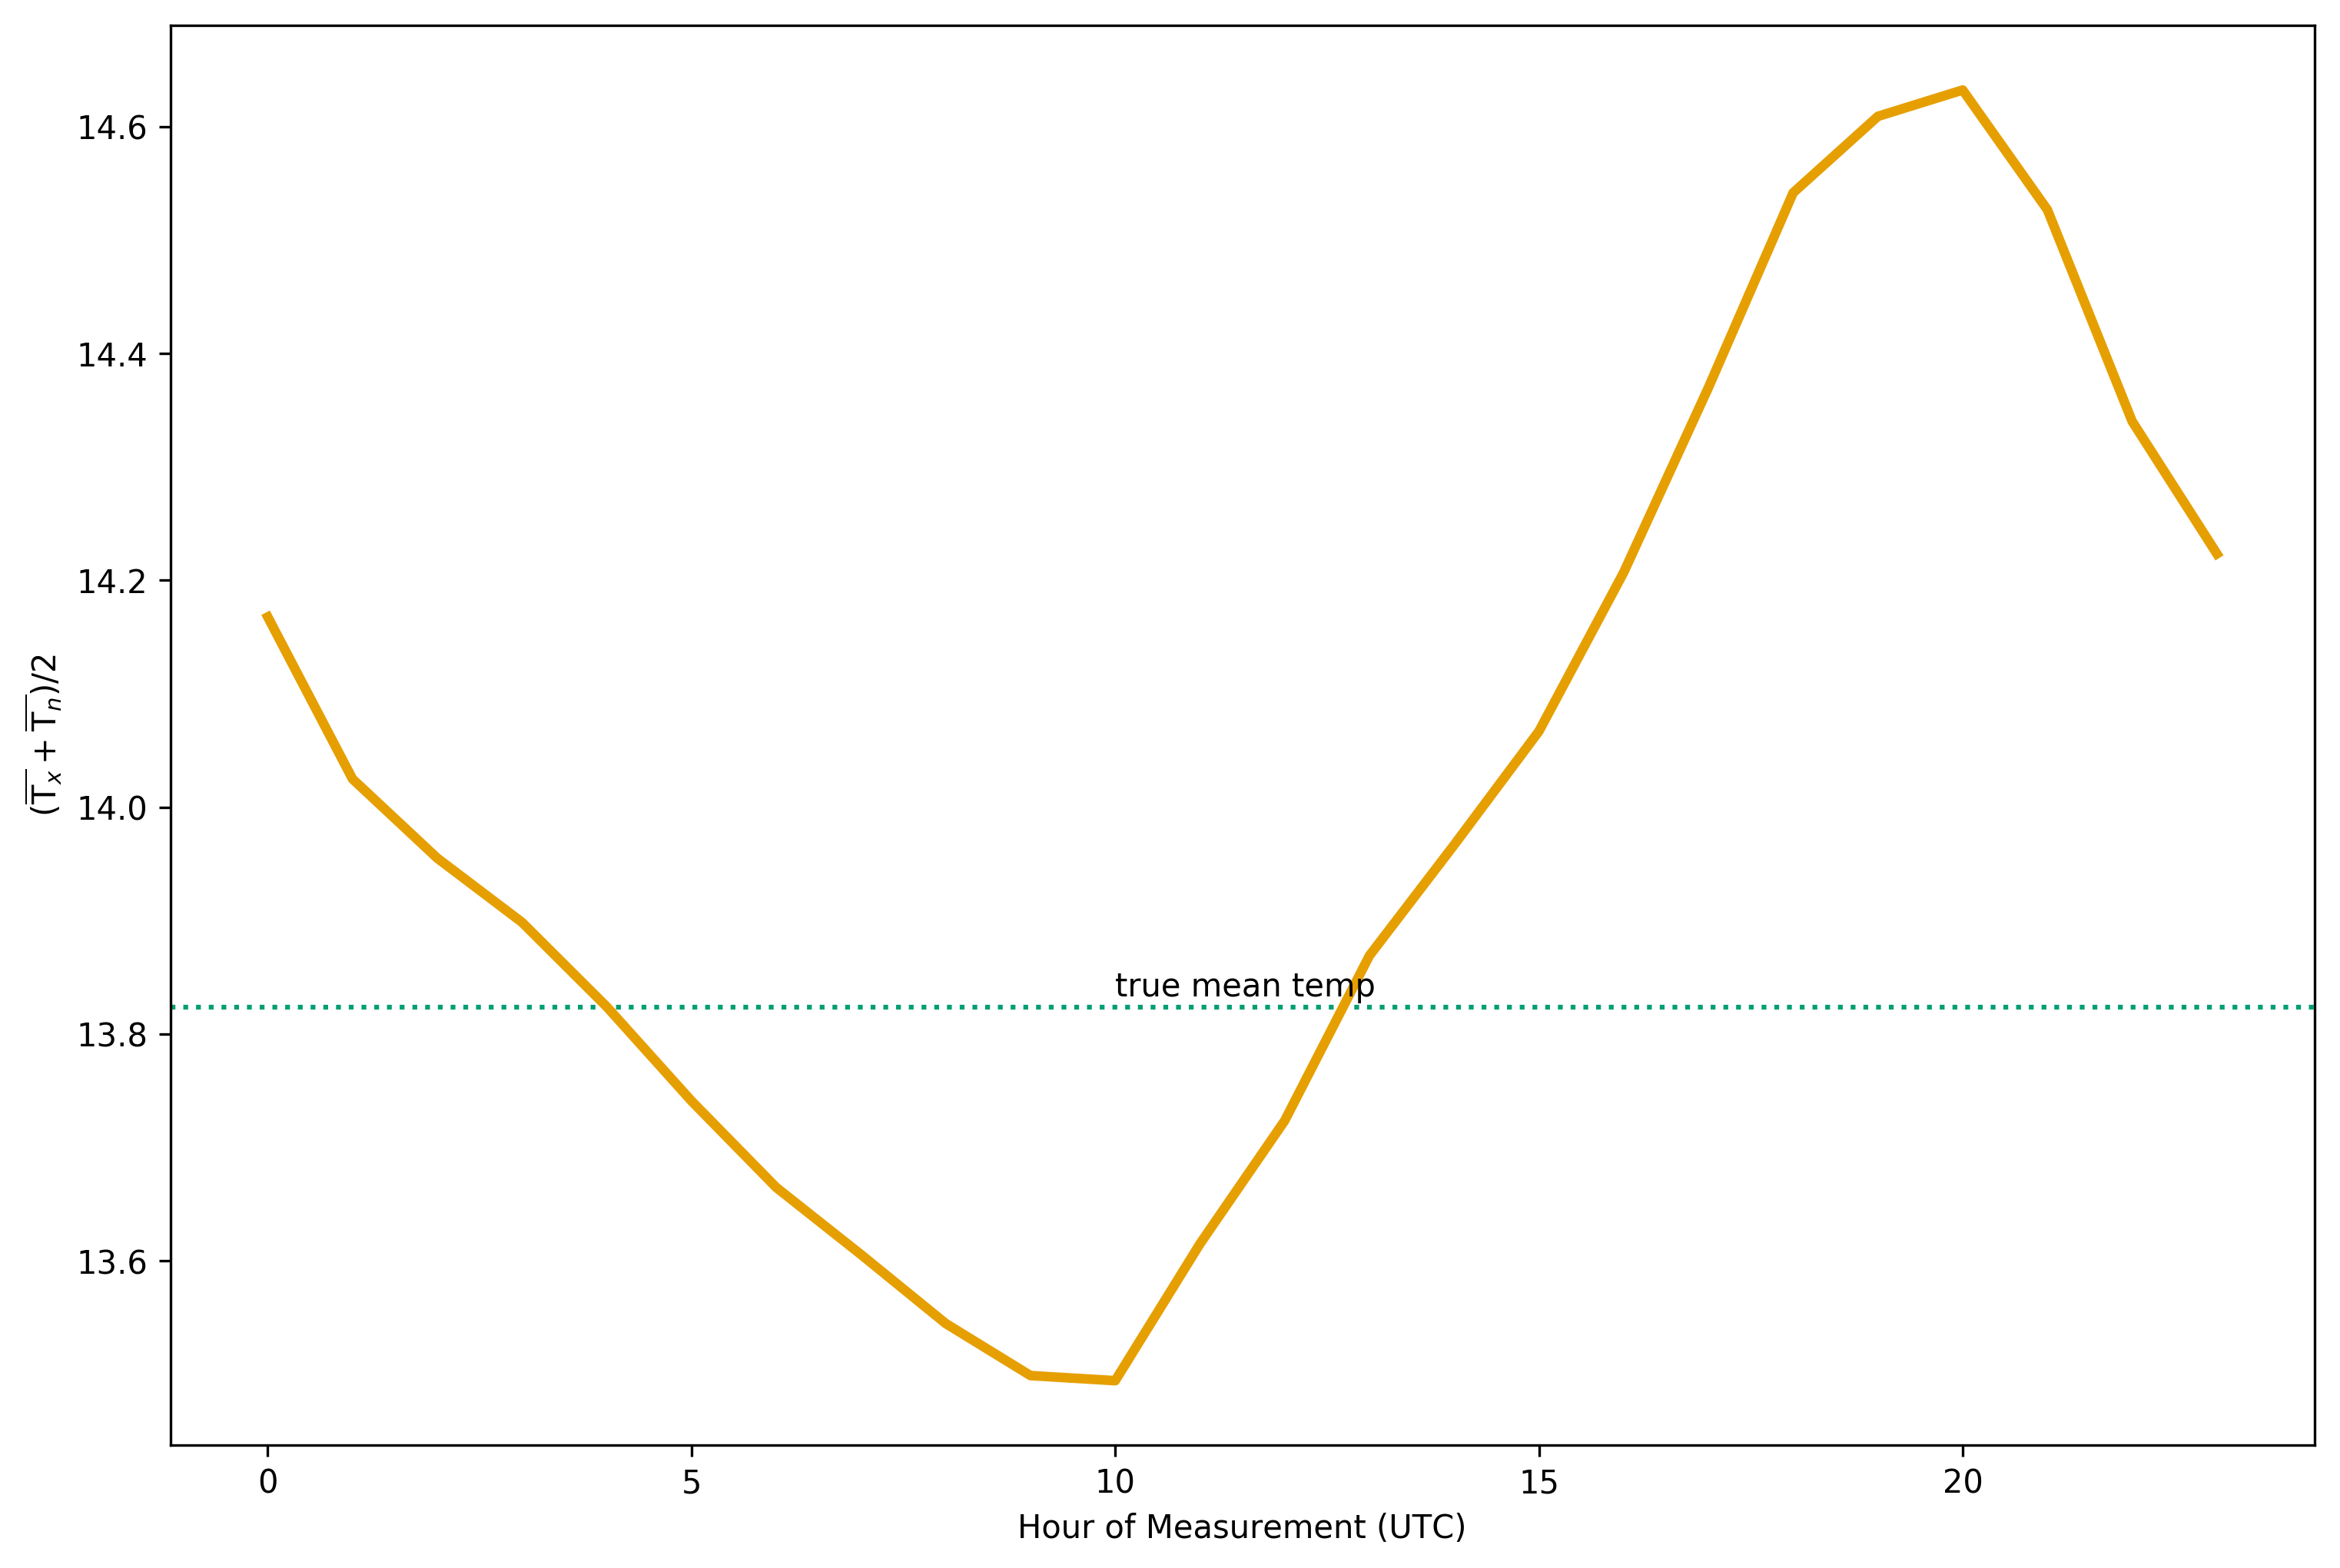 14.6
14.4
14.2
14.0
13.8
13.6
(T̅ₓ + T̅ₙ)/2
true mean temp
0 5 10 15 20
Hour of Measurement (UTC)